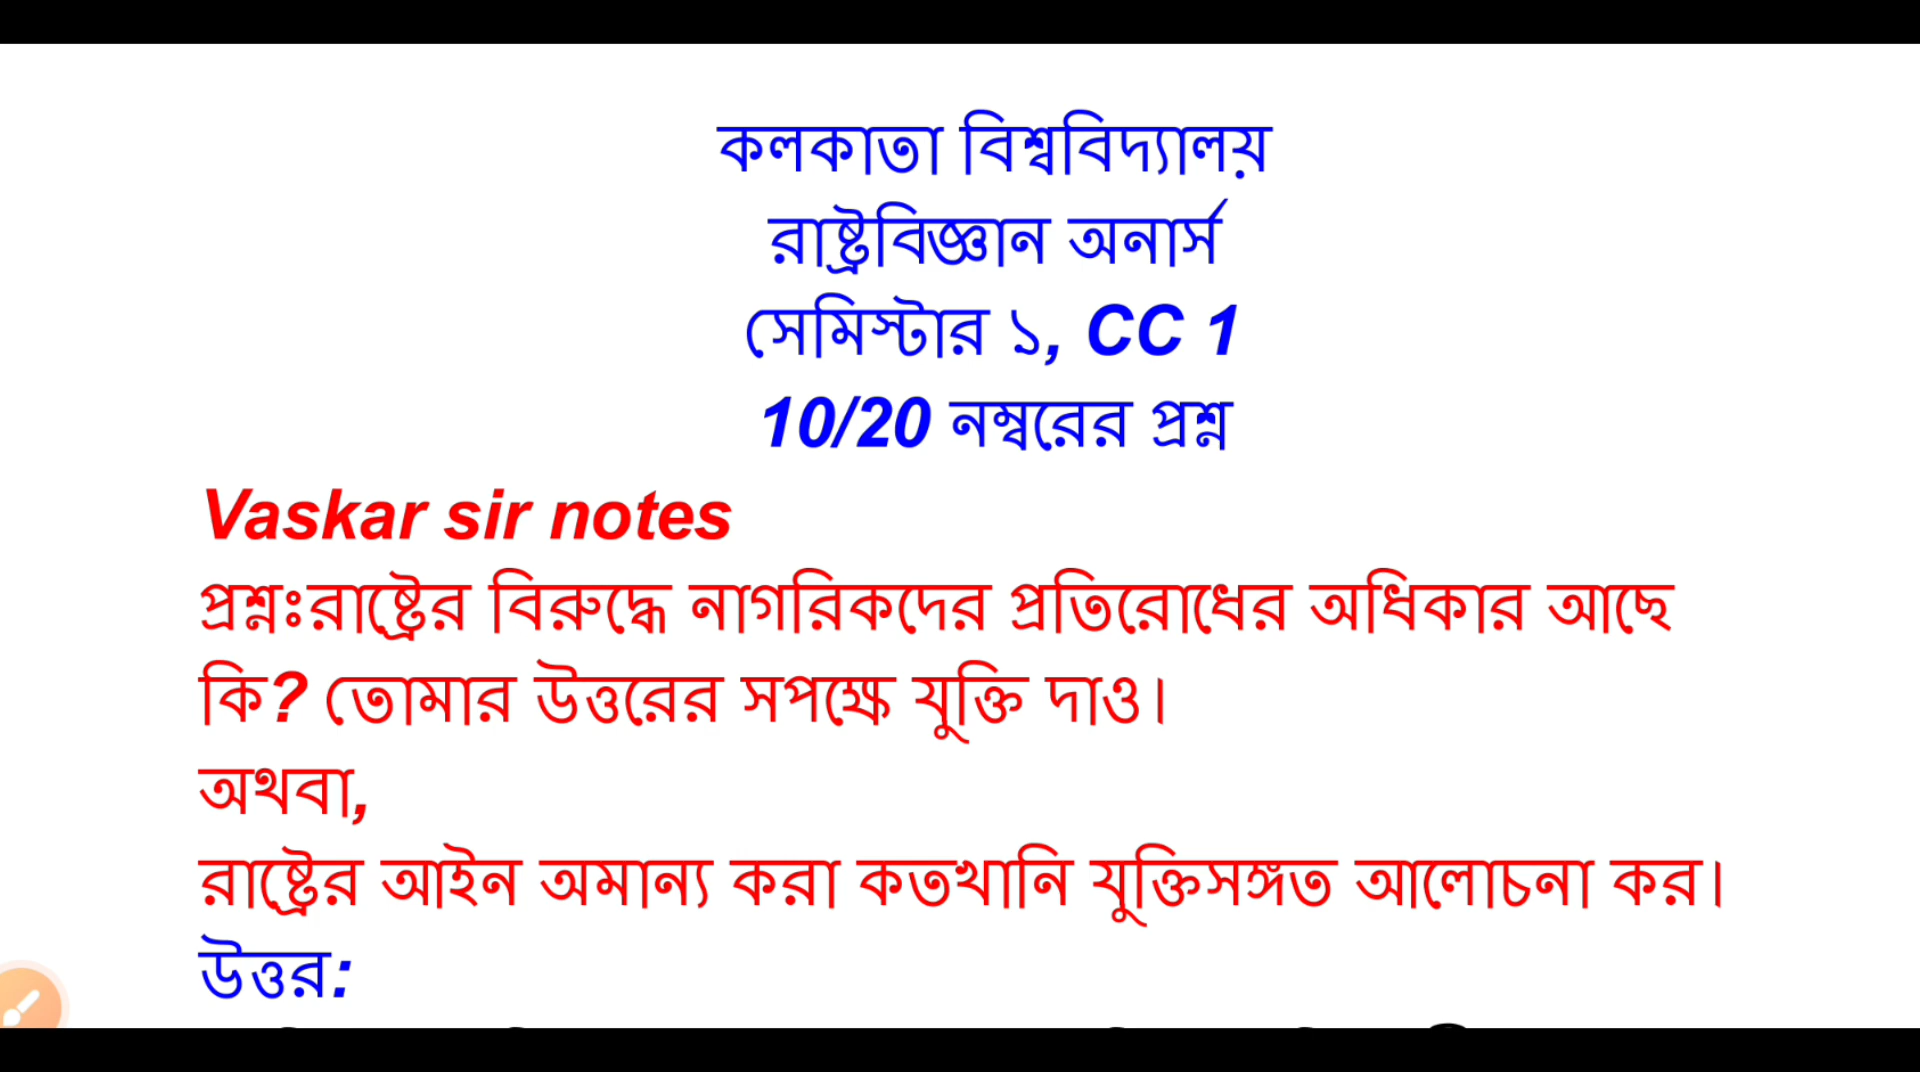 কলকাতা বিশ্ববিদ্যালয়
রাষ্ট্রবিজ্ঞান অনার্স
সেমিস্টার ১, CC 1
10/20 নম্বরের প্রশ্ন
Vaskar sir notes
প্রশ্নঃরাষ্ট্রের বিরুদ্ধে নাগরিকদের প্রতিরোধের অধিকার আছে
কি? তোমার উত্তরের সপক্ষে যুক্তি দাও।
অথবা,
রাষ্ট্রের আইন অমান্য করা কতখানি যুক্তিসঙ্গত আলোচনা কর।
উত্তর: